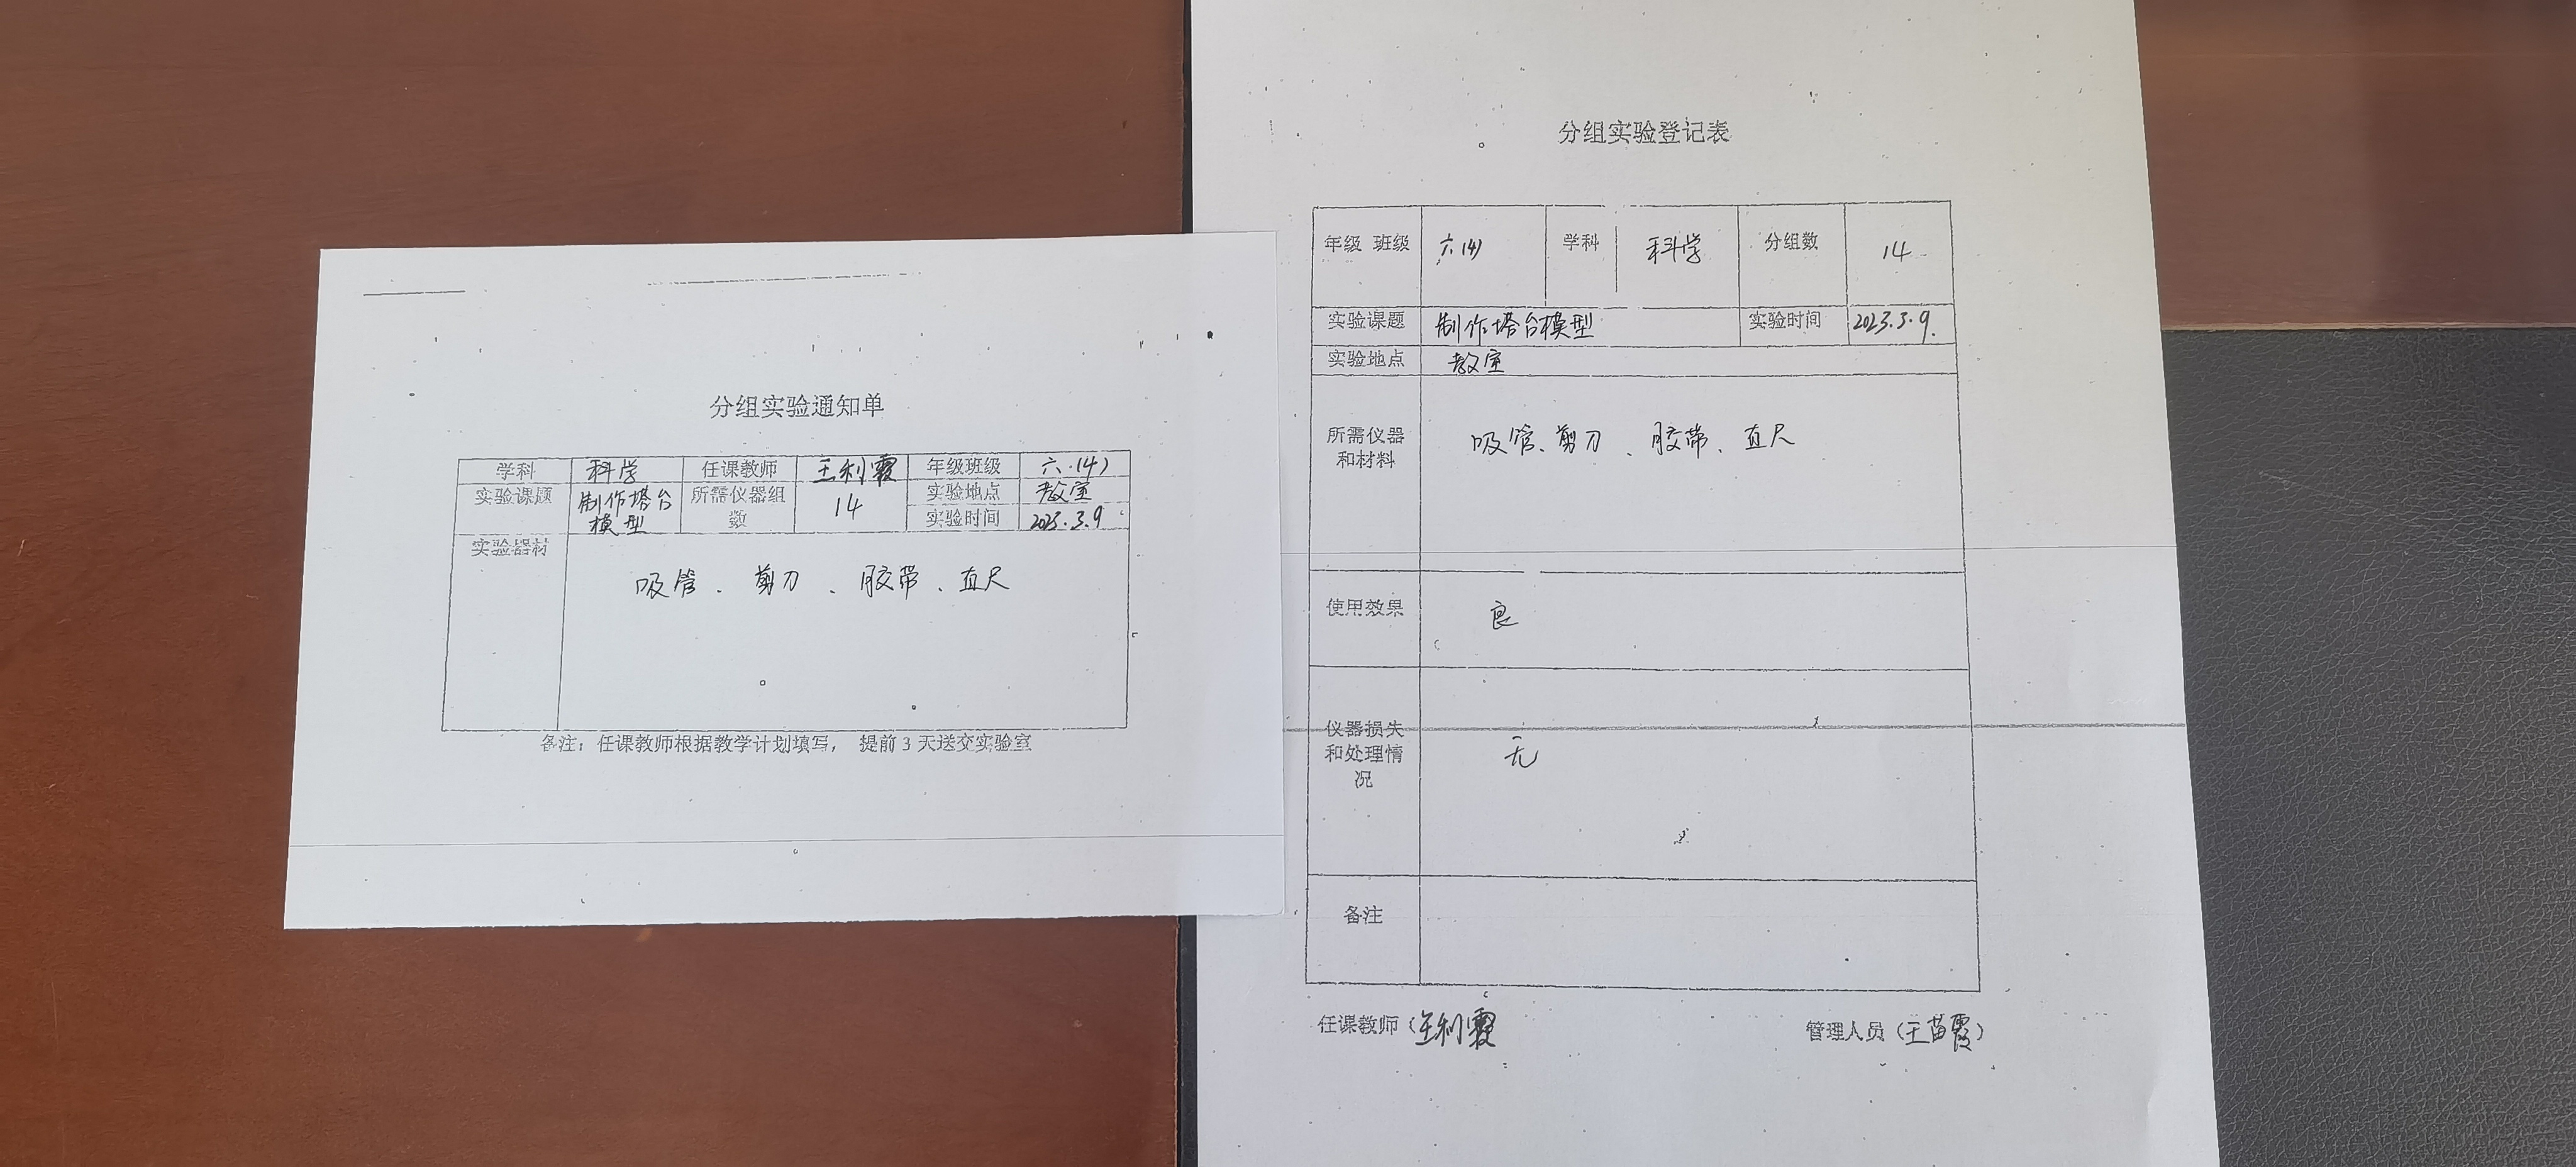 分组实验通知单
学科 科学 任课教师 王利霞 年级班级 六.(4)
实验课题 制作塔台模型 所需仪器组数 14 实验地点 教室
实验时间 2023.3.9
实验器材 吸管、剪刀、胶带、直尺
备注：任课教师根据教学计划填写， 提前3天送交实验室
分组实验登记表
年级 班级 六.(4) 学科 科学 分组数 14
实验课题 制作塔台模型 实验时间 2023.3.9.
实验地点 教室
所需仪器和材料 吸管、剪刀、胶带、直尺
使用效果 良
仪器损失和处理情况 无
备注
任课教师（王利霞 管理人员（王苗霞）